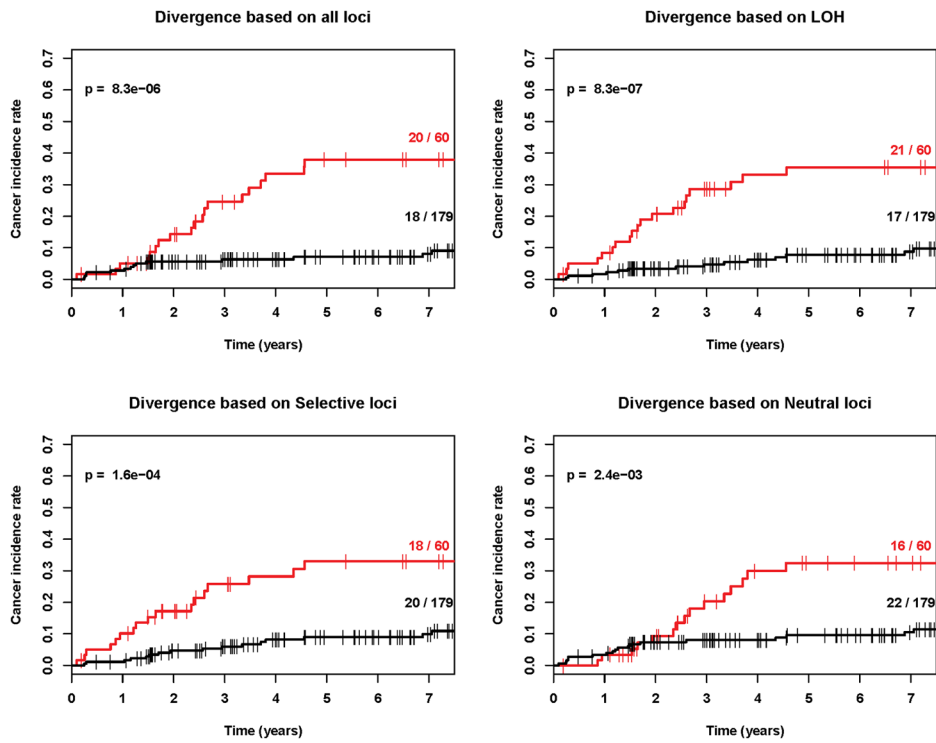 Divergence based on all loci
Cancer incidence rate
0.7
0.6
0.5
0.4
0.3
0.2
0.1
0.0
p = 8.3e−06
20 / 60
18 / 179
0 1 2 3 4 5 6 7
Time (years)
Divergence based on LOH
Cancer incidence rate
0.7
0.6
0.5
0.4
0.3
0.2
0.1
0.0
p = 8.3e−07
21 / 60
17 / 179
0 1 2 3 4 5 6 7
Time (years)
Divergence based on Selective loci
Cancer incidence rate
0.7
0.6
0.5
0.4
0.3
0.2
0.1
0.0
p = 1.6e−04
18 / 60
20 / 179
0 1 2 3 4 5 6 7
Time (years)
Divergence based on Neutral loci
Cancer incidence rate
0.7
0.6
0.5
0.4
0.3
0.2
0.1
0.0
p = 2.4e−03
16 / 60
22 / 179
0 1 2 3 4 5 6 7
Time (years)